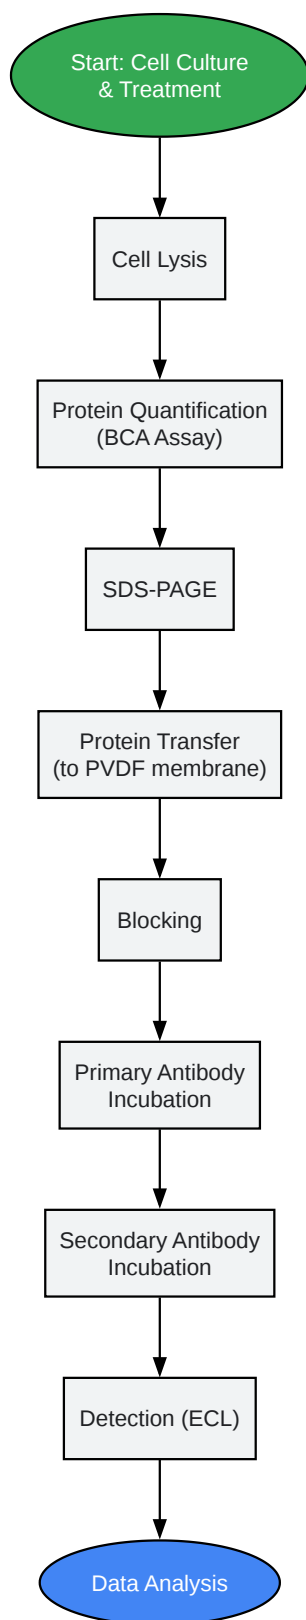 Start: Cell Culture
& Treatment
Cell Lysis
Protein Quantification
(BCA Assay)
SDS-PAGE
Protein Transfer
(to PVDF membrane)
Blocking
Primary Antibody
Incubation
Secondary Antibody
Incubation
Detection (ECL)
Data Analysis